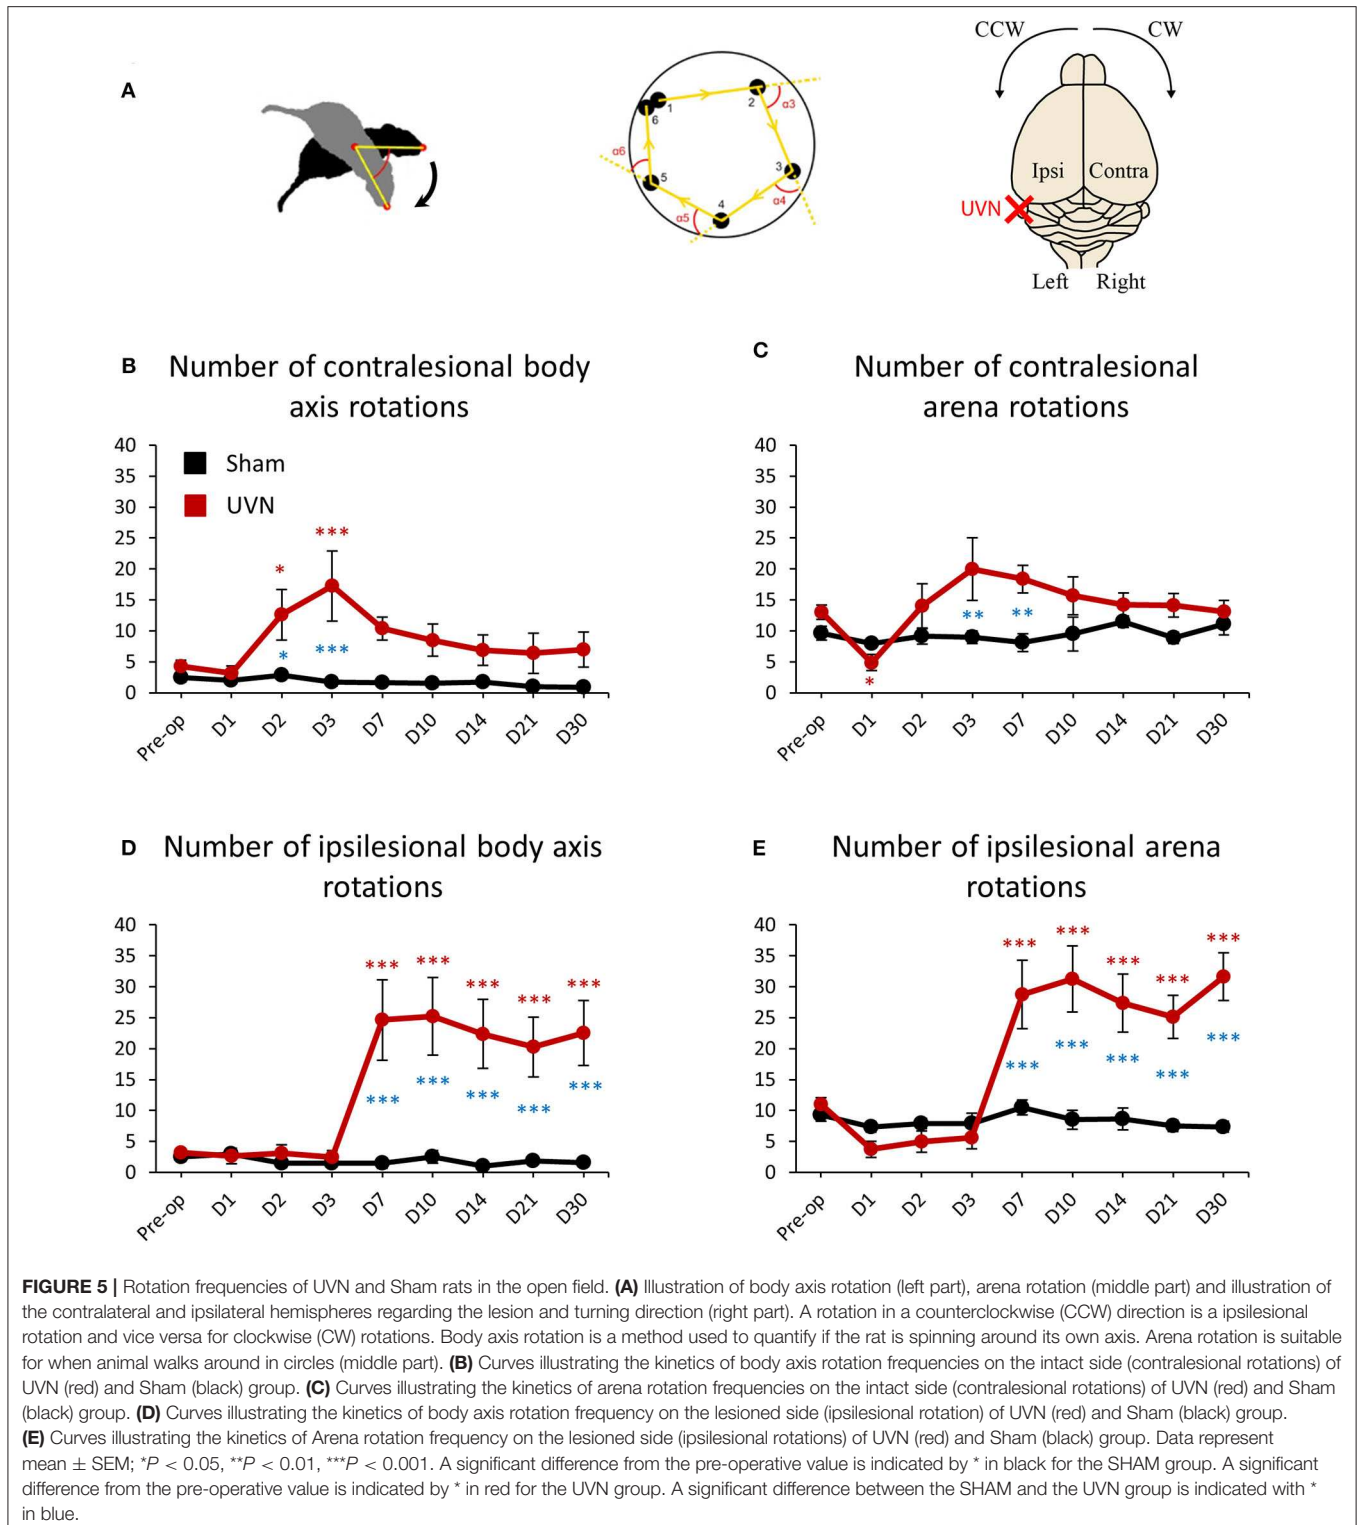 A
1
2
3
4
5
6
α3
α4
α5
α6
CCW
CW
Ipsi
Contra
UVN
Left
Right
B Number of contralesional body
axis rotations
40
35
30
25
20
15
10
5
0
Sham
UVN
*
***
*
***
Pre-op
D1
D2
D3
D7
D10
D14
D21
D30
C Number of contralesional
arena rotations
40
35
30
25
20
15
10
5
0
**
**
*
Pre-op
D1
D2
D3
D7
D10
D14
D21
D30
D Number of ipsilesional body axis
rotations
40
35
30
25
20
15
10
5
0
***
***
***
***
***
***
***
***
***
***
Pre-op
D1
D2
D3
D7
D10
D14
D21
D30
E Number of ipsilesional arena
rotations
40
35
30
25
20
15
10
5
0
***
***
***
***
***
***
***
***
***
***
Pre-op
D1
D2
D3
D7
D10
D14
D21
D30
FIGURE 5 | Rotation frequencies of UVN and Sham rats in the open field. (A) Illustration of body axis rotation (left part), arena rotation (middle part) and illustration of
the contralateral and ipsilateral hemispheres regarding the lesion and turning direction (right part). A rotation in a counterclockwise (CCW) direction is a ipsilesional
rotation and vice versa for clockwise (CW) rotations. Body axis rotation is a method used to quantify if the rat is spinning around its own axis. Arena rotation is suitable
for when animal walks around in circles (middle part). (B) Curves illustrating the kinetics of body axis rotation frequencies on the intact side (contralesional rotations) of
UVN (red) and Sham (black) group. (C) Curves illustrating the kinetics of arena rotation frequencies on the intact side (contralesional rotations) of UVN (red) and Sham
(black) group. (D) Curves illustrating the kinetics of body axis rotation frequency on the lesioned side (ipsilesional rotation) of UVN (red) and Sham (black) group.
(E) Curves illustrating the kinetics of Arena rotation frequency on the lesioned side (ipsilesional rotations) of UVN (red) and Sham (black) group. Data represent
mean ± SEM; *P < 0.05, **P < 0.01, ***P < 0.001. A significant difference from the pre-operative value is indicated by * in black for the SHAM group. A significant
difference from the pre-operative value is indicated by * in red for the UVN group. A significant difference between the SHAM and the UVN group is indicated with *
in blue.